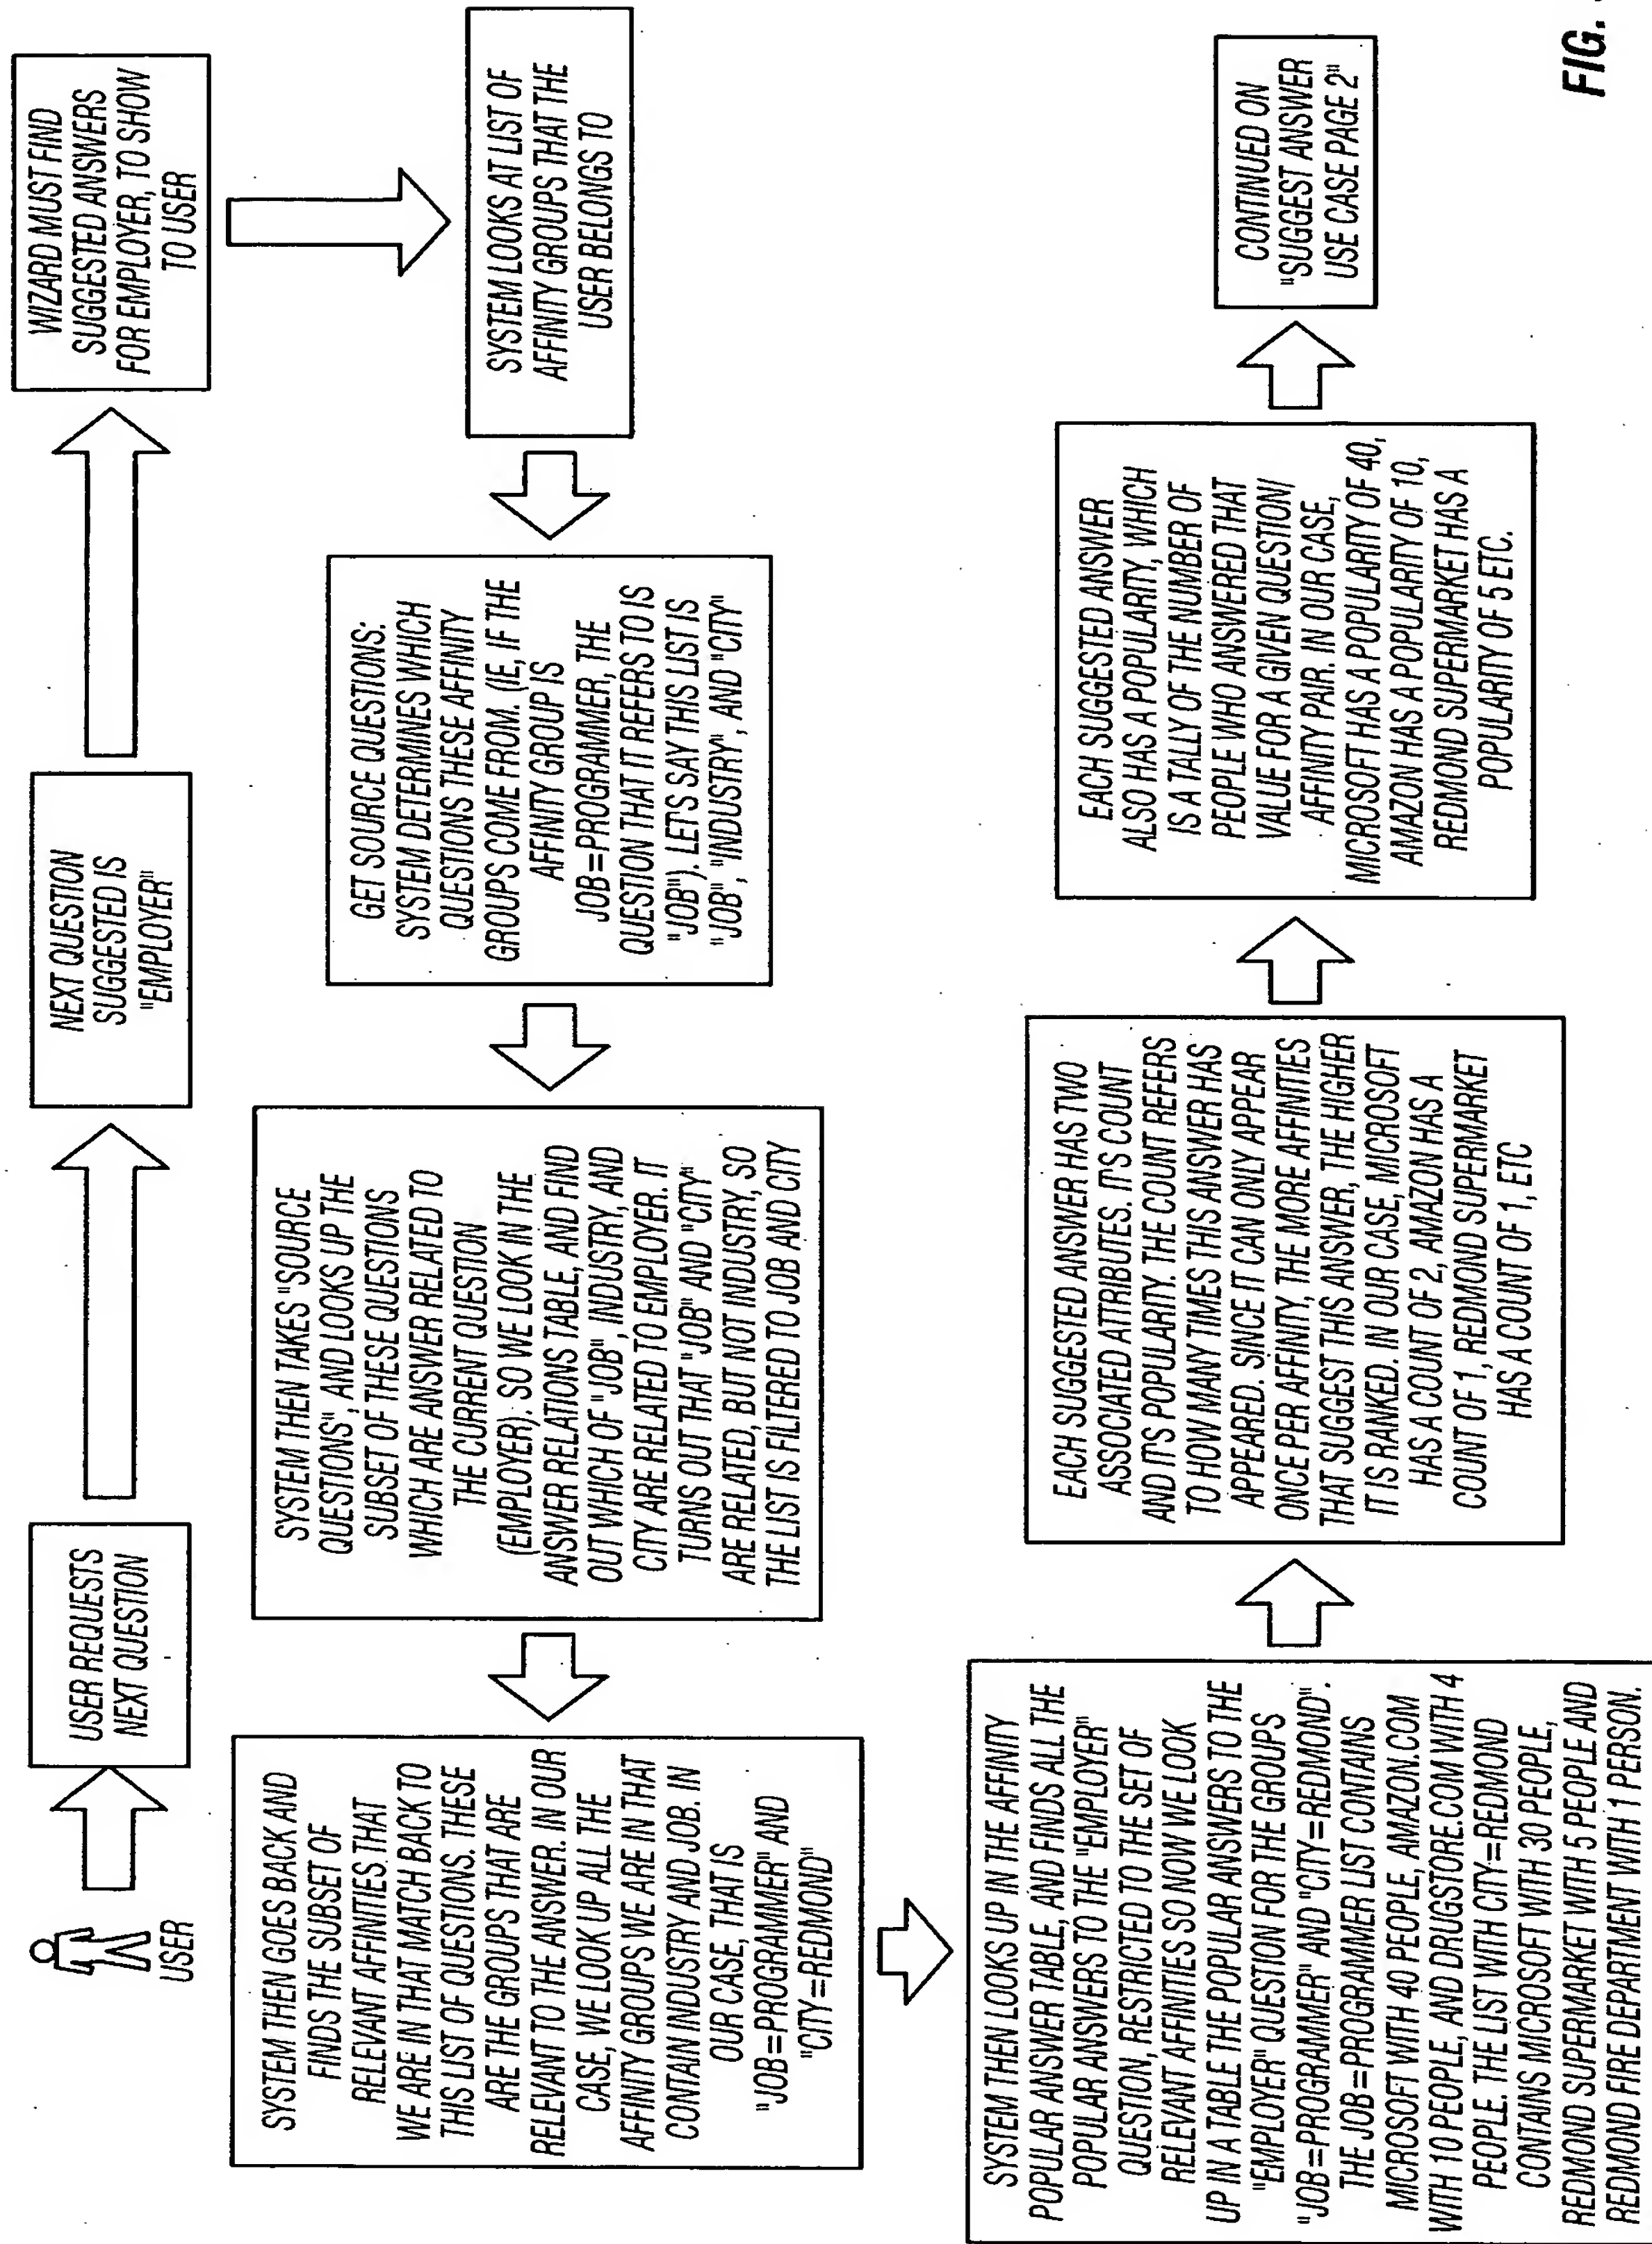 USER
USER REQUESTS
NEXT QUESTION
NEXT QUESTION
SUGGESTED IS
"EMPLOYER"
WIZARD MUST FIND
SUGGESTED ANSWERS
FOR EMPLOYER, TO SHOW
TO USER
SYSTEM LOOKS AT LIST OF
AFFINITY GROUPS THAT THE
USER BELONGS TO
GET SOURCE QUESTIONS:
SYSTEM DETERMINES WHICH
QUESTIONS THESE AFFINITY
GROUPS COME FROM. (IE, IF THE
AFFINITY GROUP IS
JOB=PROGRAMMER, THE
QUESTION THAT IT REFERS TO IS
"JOB"). LET'S SAY THIS LIST IS
"JOB", "INDUSTRY", AND "CITY"
SYSTEM THEN TAKES "SOURCE
QUESTIONS", AND LOOKS UP THE
SUBSET OF THESE QUESTIONS
WHICH ARE ANSWER RELATED TO
THE CURRENT QUESTION
(EMPLOYER). SO WE LOOK IN THE
ANSWER RELATIONS TABLE, AND FIND
OUT WHICH OF "JOB", INDUSTRY, AND
CITY ARE RELATED TO EMPLOYER. IT
TURNS OUT THAT "JOB" AND "CITY"
ARE RELATED, BUT NOT INDUSTRY, SO
THE LIST IS FILTERED TO JOB AND CITY
SYSTEM THEN GOES BACK AND
FINDS THE SUBSET OF
RELEVANT AFFINITIES THAT
WE ARE IN THAT MATCH BACK TO
THIS LIST OF QUESTIONS. THESE
ARE THE GROUPS THAT ARE
RELEVANT TO THE ANSWER. IN OUR
CASE, WE LOOK UP ALL THE
AFFINITY GROUPS WE ARE IN THAT
CONTAIN INDUSTRY AND JOB. IN
OUR CASE, THAT IS
"JOB=PROGRAMMER" AND
"CITY=REDMOND"
SYSTEM THEN LOOKS UP IN THE AFFINITY
POPULAR ANSWER TABLE, AND FINDS ALL THE
POPULAR ANSWERS TO THE "EMPLOYER"
QUESTION, RESTRICTED TO THE SET OF
RELEVANT AFFINITIES SO NOW WE LOOK
UP IN A TABLE THE POPULAR ANSWERS TO THE
"EMPLOYER" QUESTION FOR THE GROUPS
"JOB=PROGRAMMER" AND "CITY=REDMOND".
THE JOB=PROGRAMMER LIST CONTAINS
MICROSOFT WITH 40 PEOPLE, AMAZON.COM
WITH 10 PEOPLE, AND DRUGSTORE.COM WITH 4
PEOPLE. THE LIST WITH CITY=REDMOND
CONTAINS MICROSOFT WITH 30 PEOPLE,
REDMOND SUPERMARKET WITH 5 PEOPLE AND
REDMOND FIRE DEPARTMENT WITH 1 PERSON.
EACH SUGGESTED ANSWER HAS TWO
ASSOCIATED ATTRIBUTES. IT'S COUNT
AND IT'S POPULARITY. THE COUNT REFERS
TO HOW MANY TIMES THIS ANSWER HAS
APPEARED. SINCE IT CAN ONLY APPEAR
ONCE PER AFFINITY, THE MORE AFFINITIES
THAT SUGGEST THIS ANSWER, THE HIGHER
IT IS RANKED. IN OUR CASE, MICROSOFT
HAS A COUNT OF 2, AMAZON HAS A
COUNT OF 1, REDMOND SUPERMARKET
HAS A COUNT OF 1, ETC
EACH SUGGESTED ANSWER
ALSO HAS A POPULARITY, WHICH
IS A TALLY OF THE NUMBER OF
PEOPLE WHO ANSWERED THAT
VALUE FOR A GIVEN QUESTION/
AFFINITY PAIR. IN OUR CASE,
MICROSOFT HAS A POPULARITY OF 40,
AMAZON HAS A POPULARITY OF 10,
REDMOND SUPERMARKET HAS A
POPULARITY OF 5 ETC.
CONTINUED ON
"SUGGEST ANSWER
USE CASE PAGE 2"
FIG.